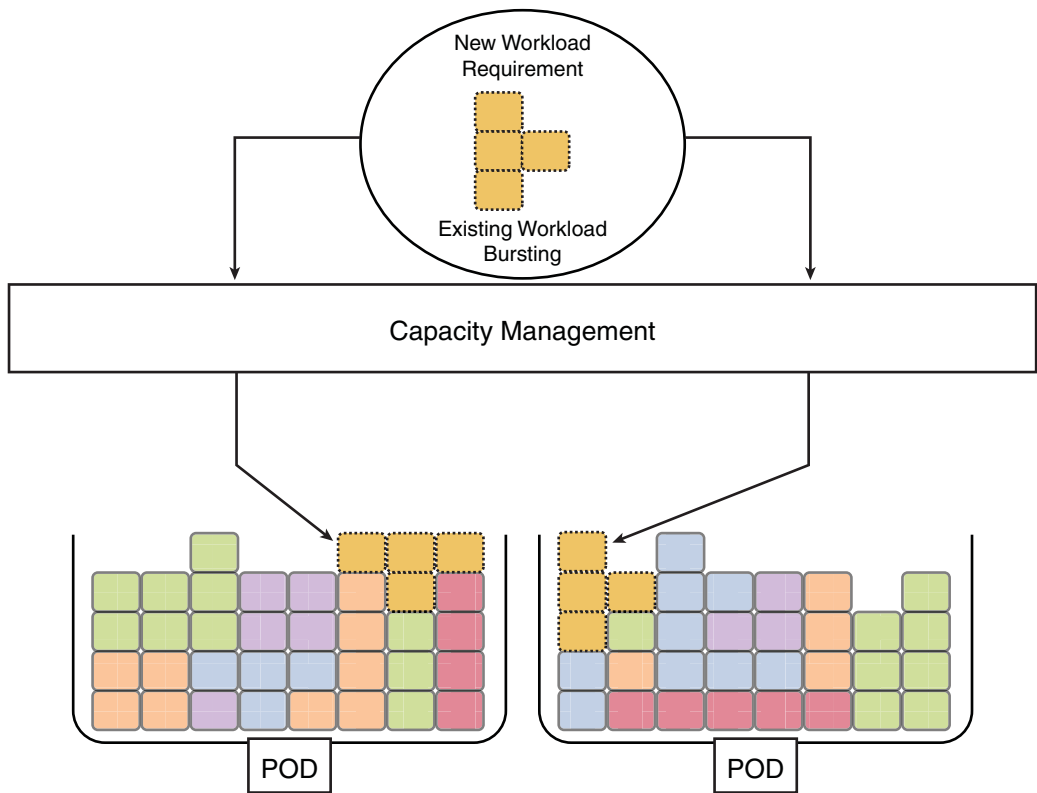 New Workload
Requirement
Existing Workload
Bursting
Capacity Management
POD
POD